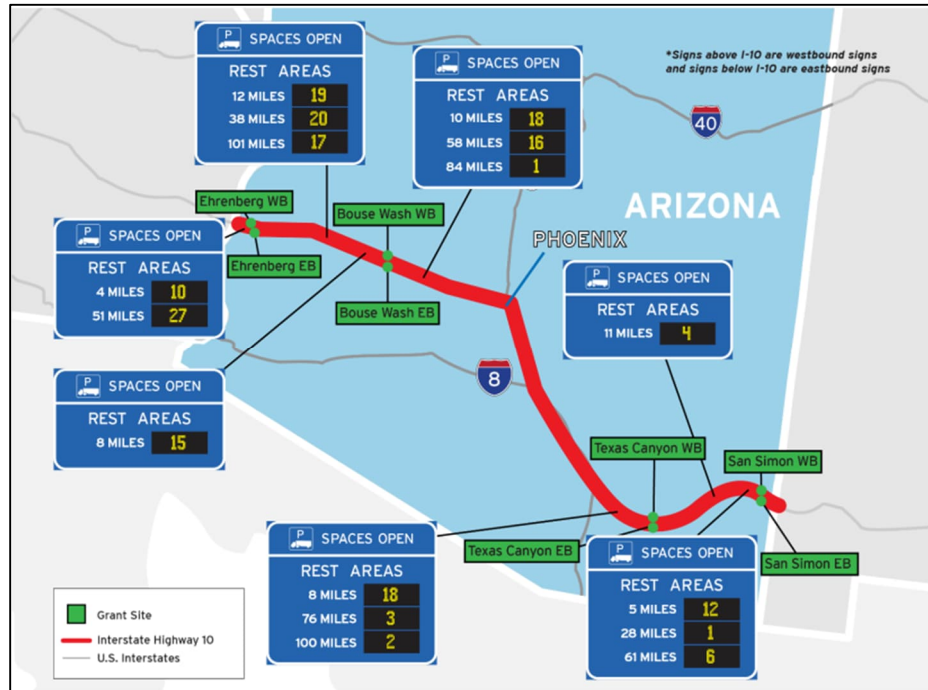 SPACES OPEN
REST AREAS
12 MILES 19
38 MILES 20
101 MILES 17
SPACES OPEN
REST AREAS
10 MILES 18
58 MILES 16
84 MILES 1
*Signs above I-10 are westbound signs
and signs below I-10 are eastbound signs
40
ARIZONA
Ehrenberg WB
Bouse Wash WB
PHOENIX
SPACES OPEN
REST AREAS
4 MILES 10
51 MILES 27
Ehrenberg EB
Bouse Wash EB
SPACES OPEN
REST AREAS
11 MILES 4
8
SPACES OPEN
REST AREAS
8 MILES 15
Texas Canyon WB
San Simon WB
Texas Canyon EB
San Simon EB
SPACES OPEN
REST AREAS
8 MILES 18
76 MILES 3
100 MILES 2
SPACES OPEN
REST AREAS
5 MILES 12
28 MILES 1
61 MILES 6
Grant Site
Interstate Highway 10
U.S. Interstates
P
P
P
P
P
P
P